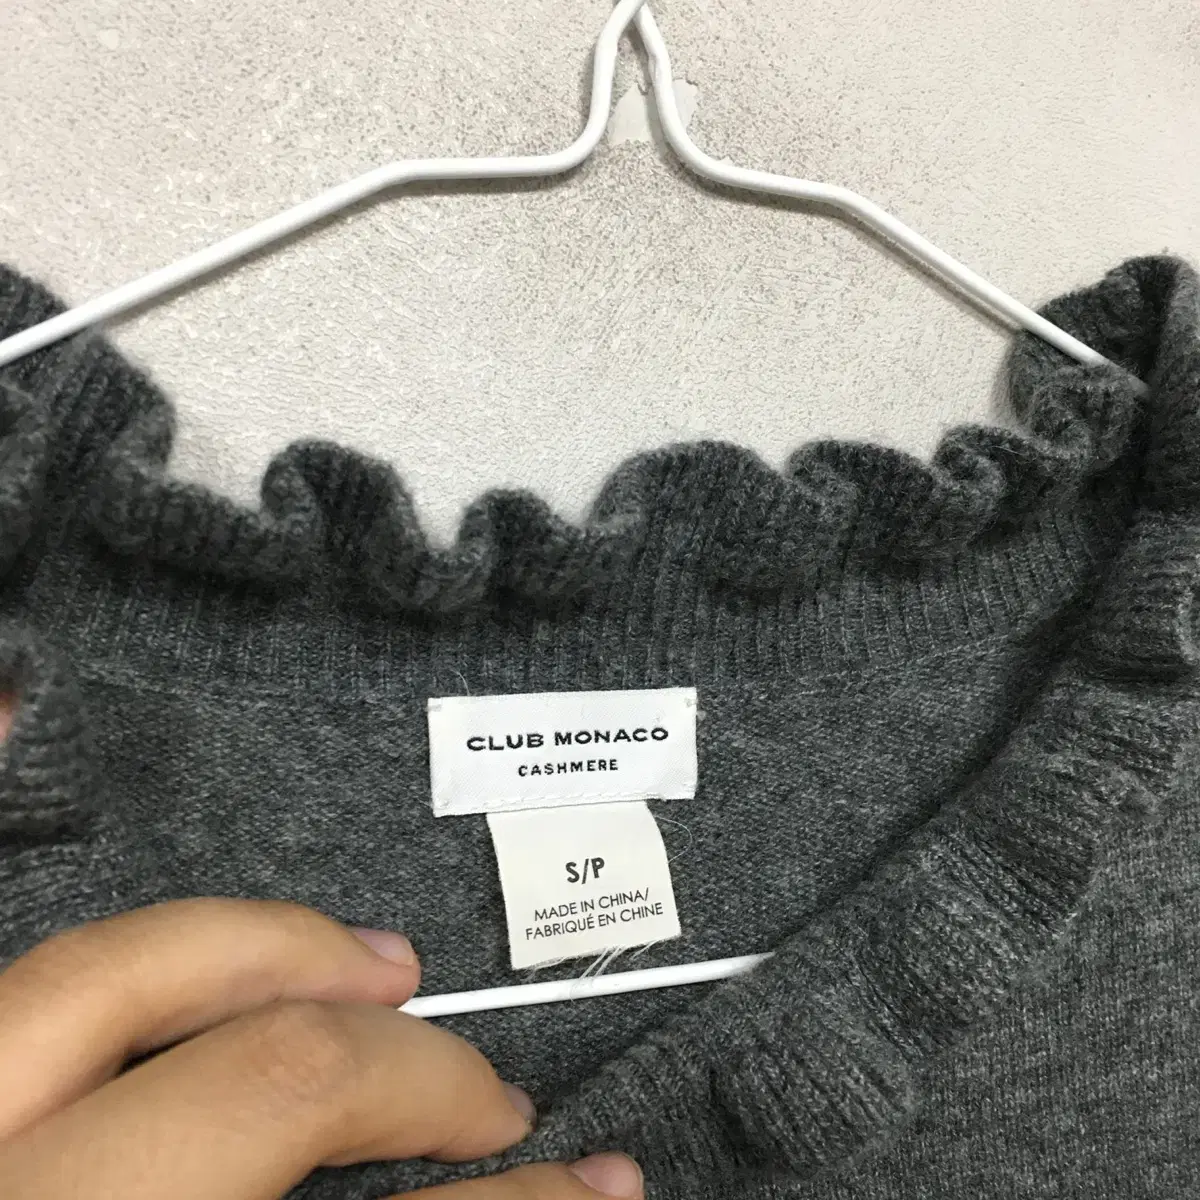 CLUB MONACO
CASHMERE
S/P
MADE IN CHINA/
FABRIQUÉ EN CHINE